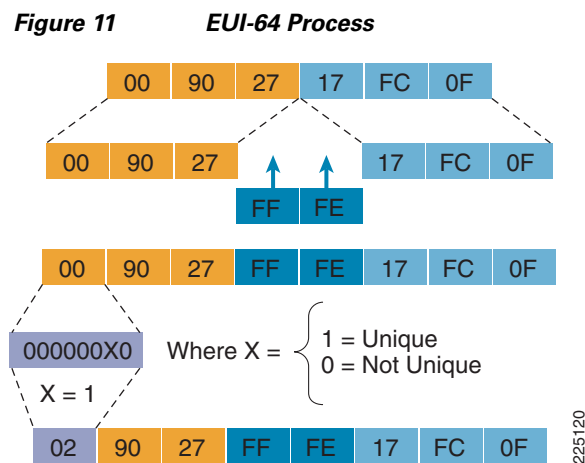 Figure 11 EUI-64 Process
00 90 27 17 FC 0F
00 90 27 17 FC 0F
FF FE
00 90 27 FF FE 17 FC 0F
000000X0
Where X =
1 = Unique
0 = Not Unique
X = 1
02 90 27 FF FE 17 FC 0F
225120